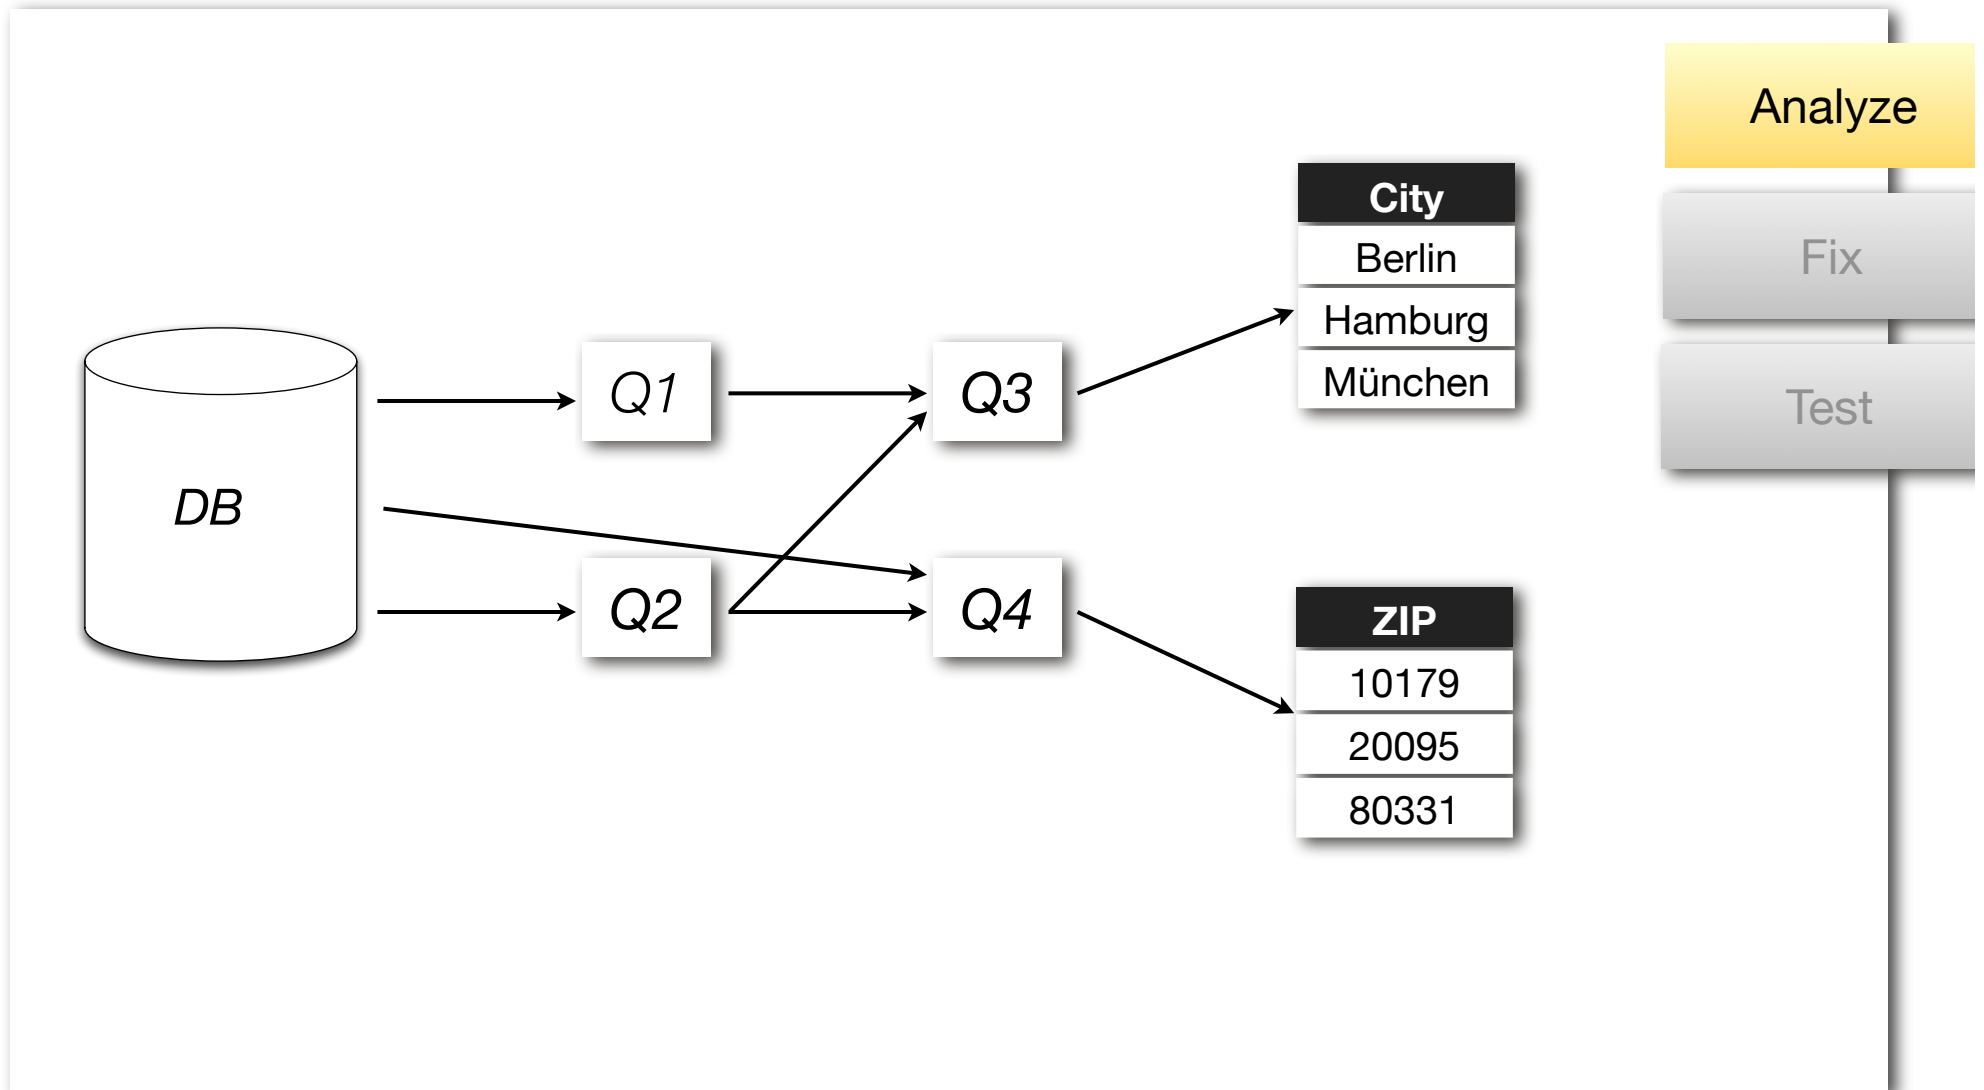 Analyze
Fix
Test
DB
Q1
Q2
Q3
Q4
City
Berlin
Hamburg
München
ZIP
10179
20095
80331